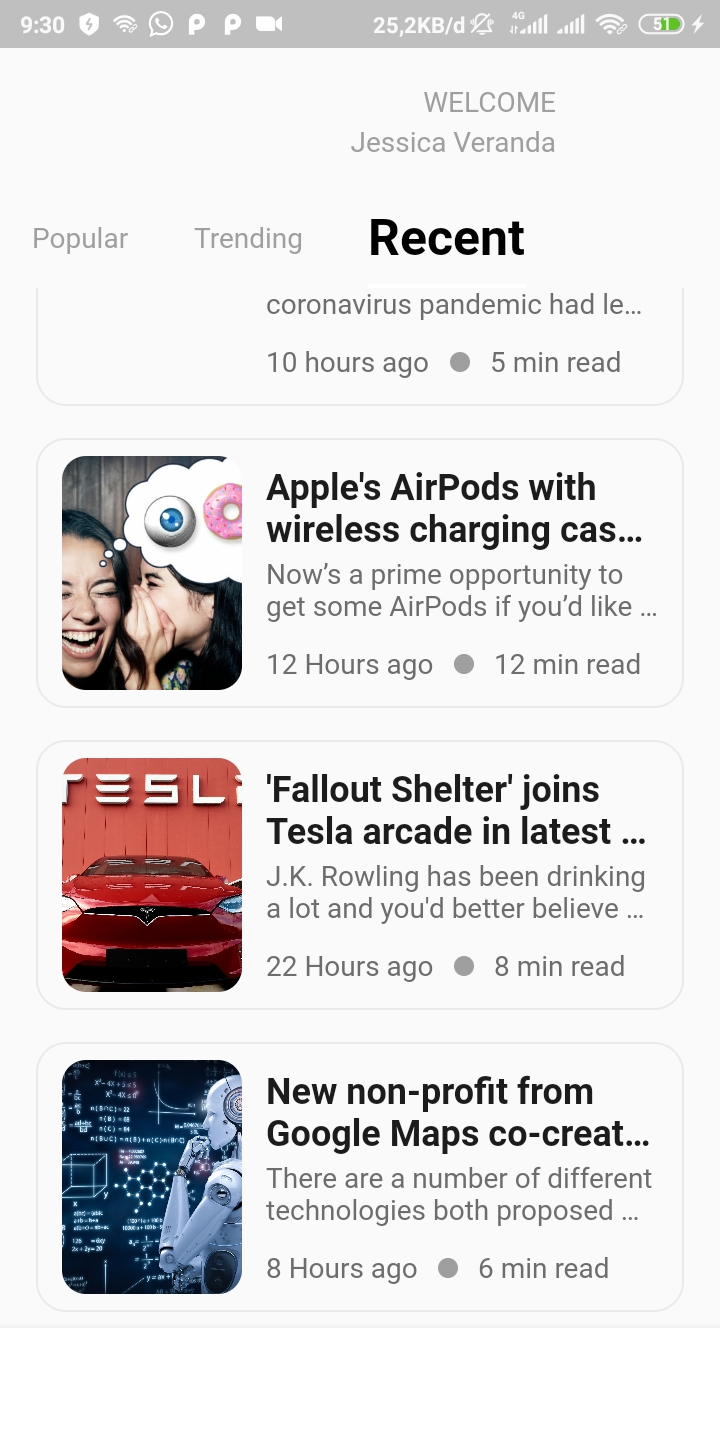 9:30
25,2KB/d
4G
51
WELCOME
Jessica Veranda
Popular
Trending
Recent
coronavirus pandemic had le...
10 hours ago
5 min read
Apple's AirPods with
wireless charging cas...
Now’s a prime opportunity to
get some AirPods if you’d like ...
12 Hours ago
12 min read
TESL
'Fallout Shelter' joins
Tesla arcade in latest ...
J.K. Rowling has been drinking
a lot and you'd better believe ...
22 Hours ago
8 min read
New non-profit from
Google Maps co-creat...
There are a number of different
technologies both proposed ...
8 Hours ago
6 min read